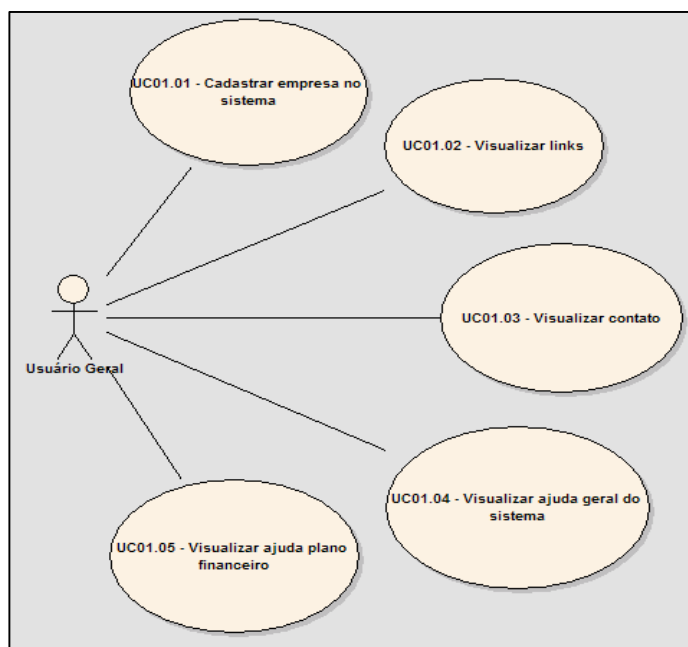 UC01.01 - Cadastrar empresa no
sistema
UC01.02 - Visualizar links
UC01.03 - Visualizar contato
Usuário Geral
UC01.04 - Visualizar ajuda geral do
sistema
UC01.05 - Visualizar ajuda plano
financeiro